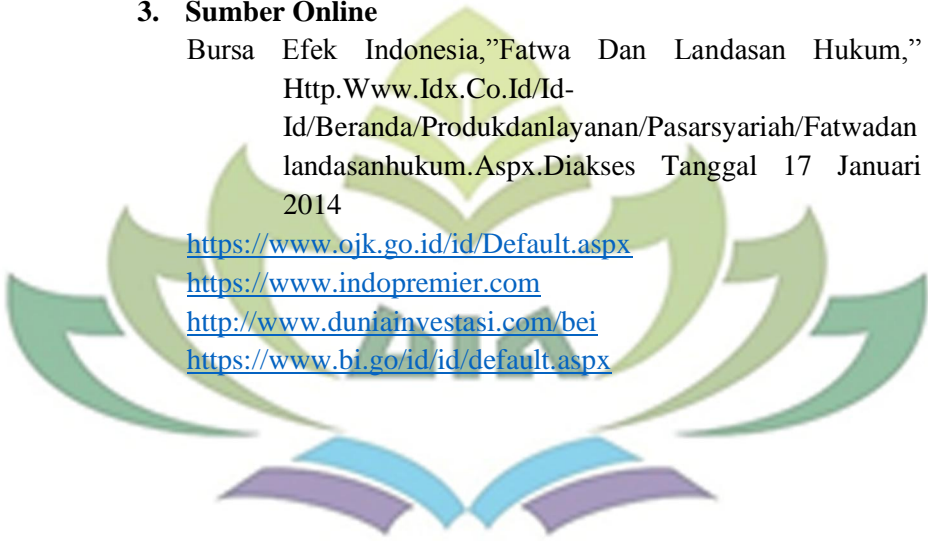 3. Sumber Online
Bursa Efek Indonesia,”Fatwa Dan Landasan Hukum,”
Http.Www.Idx.Co.Id/Id-
Id/Beranda/Produkdanlayanan/Pasarsyariah/Fatwadan
landasanhukum.Aspx.Diakses Tanggal 17 Januari
2014
https://www.ojk.go.id/id/Default.aspx
https://www.indopremier.com
http://www.duniainvestasi.com/bei
https://www.bi.go/id/id/default.aspx